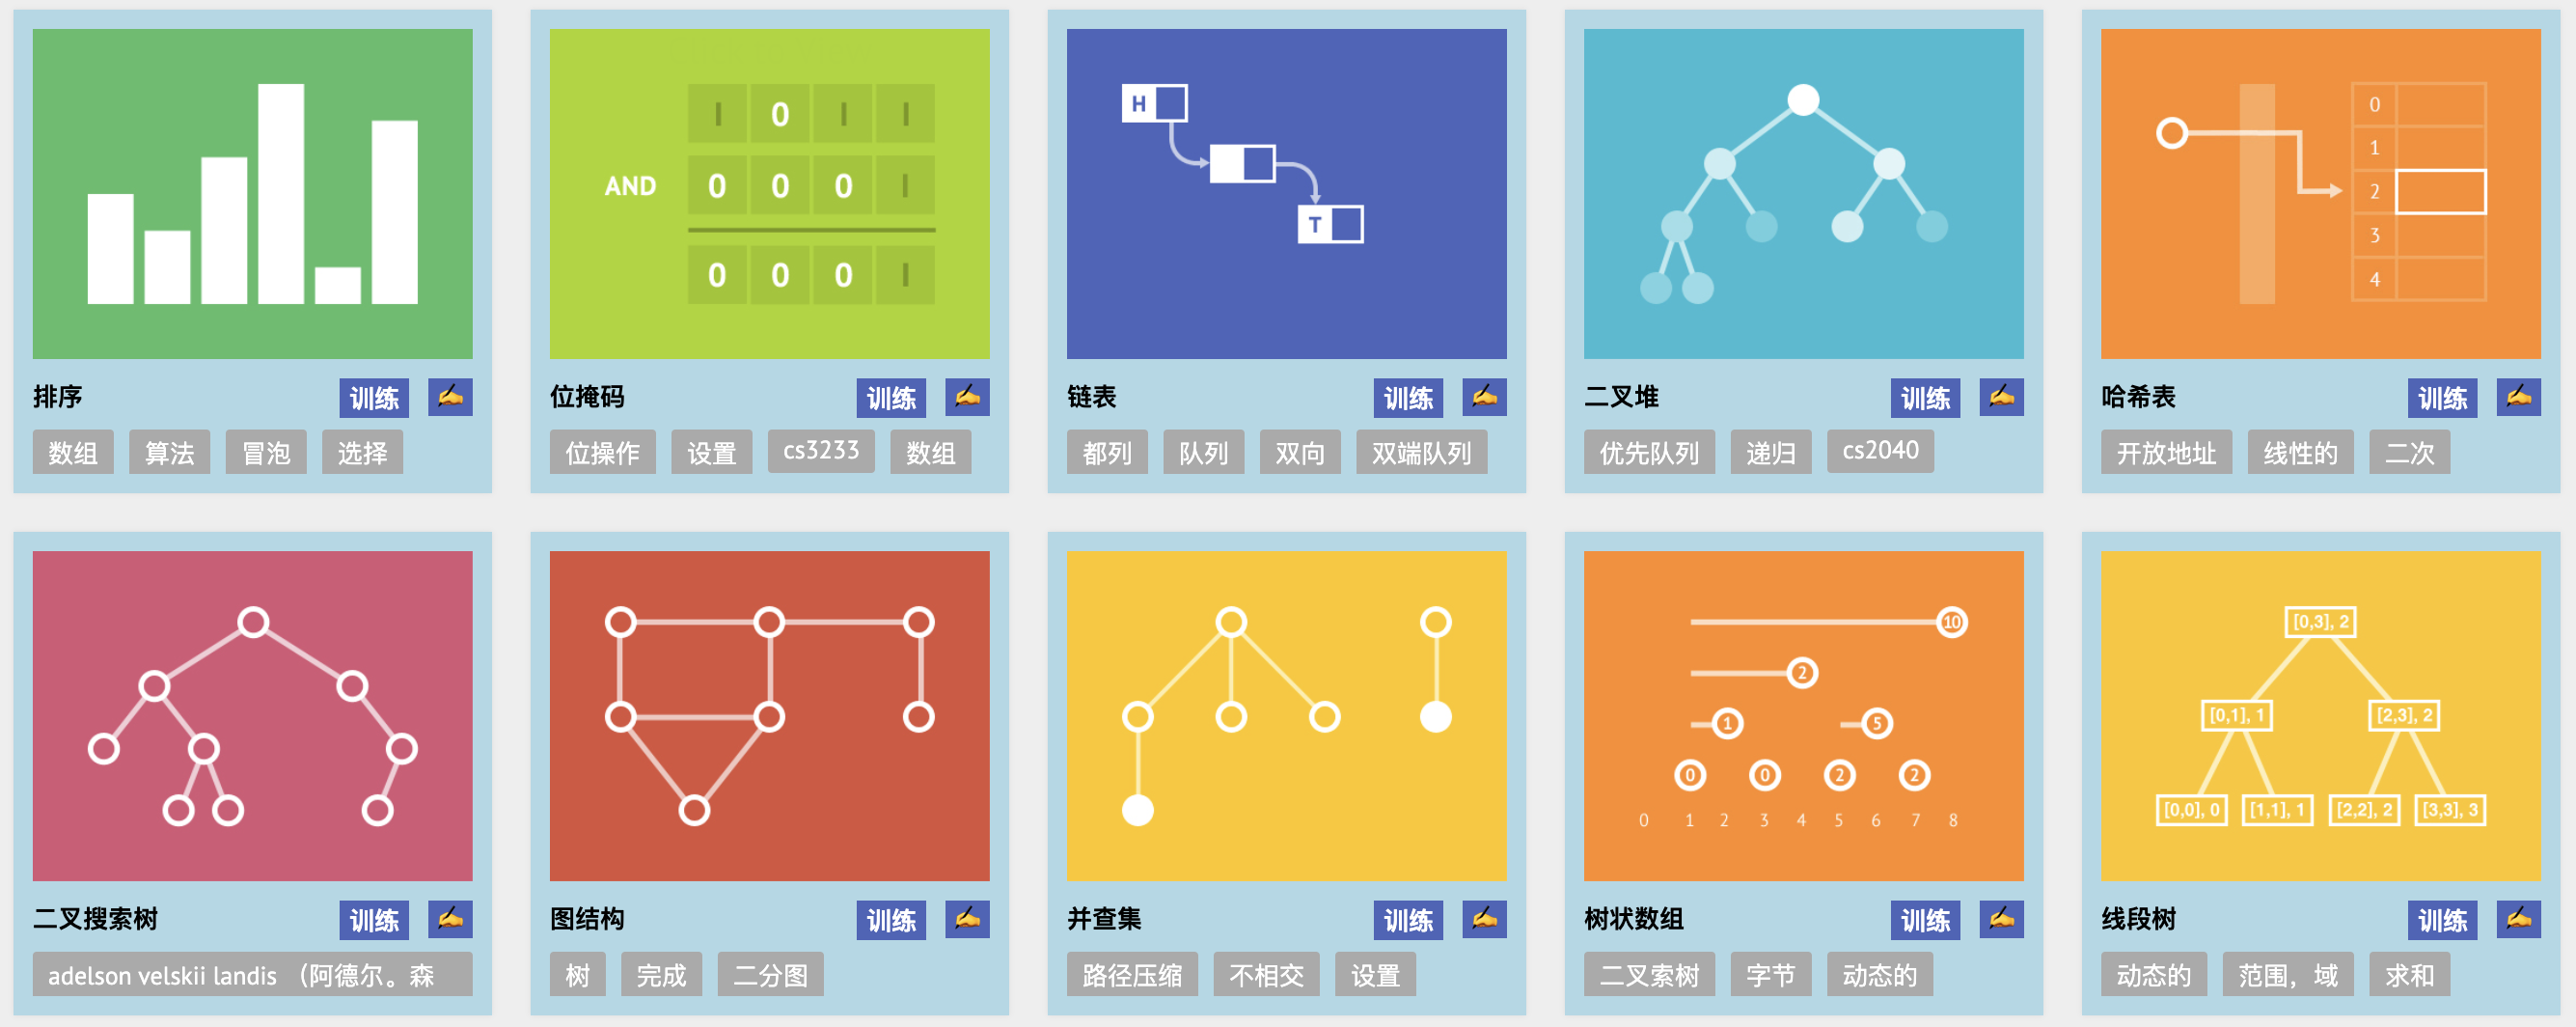 I 0 I I
AND 0 0 0 I
0 0 0 I
H
T
0
1
2
3
4
排序 训练
数组 算法 冒泡 选择
位掩码 训练
位操作 设置 cs3233 数组
链表 训练
都列 队列 双向 双端队列
二叉堆 训练
优先队列 递归 cs2040
哈希表 训练
开放地址 线性的 二次
10
2
1 5
0 0 2 2
0 1 2 3 4 5 6 7 8
[0,3], 2
[0,1], 1 [2,3], 2
[0,0], 0 [1,1], 1 [2,2], 2 [3,3], 3
二叉搜索树 训练
adelson velskii landis （阿德尔。森
图结构 训练
树 完成 二分图
并查集 训练
路径压缩 不相交 设置
树状数组 训练
二叉索树 字节 动态的
线段树 训练
动态的 范围，域 求和